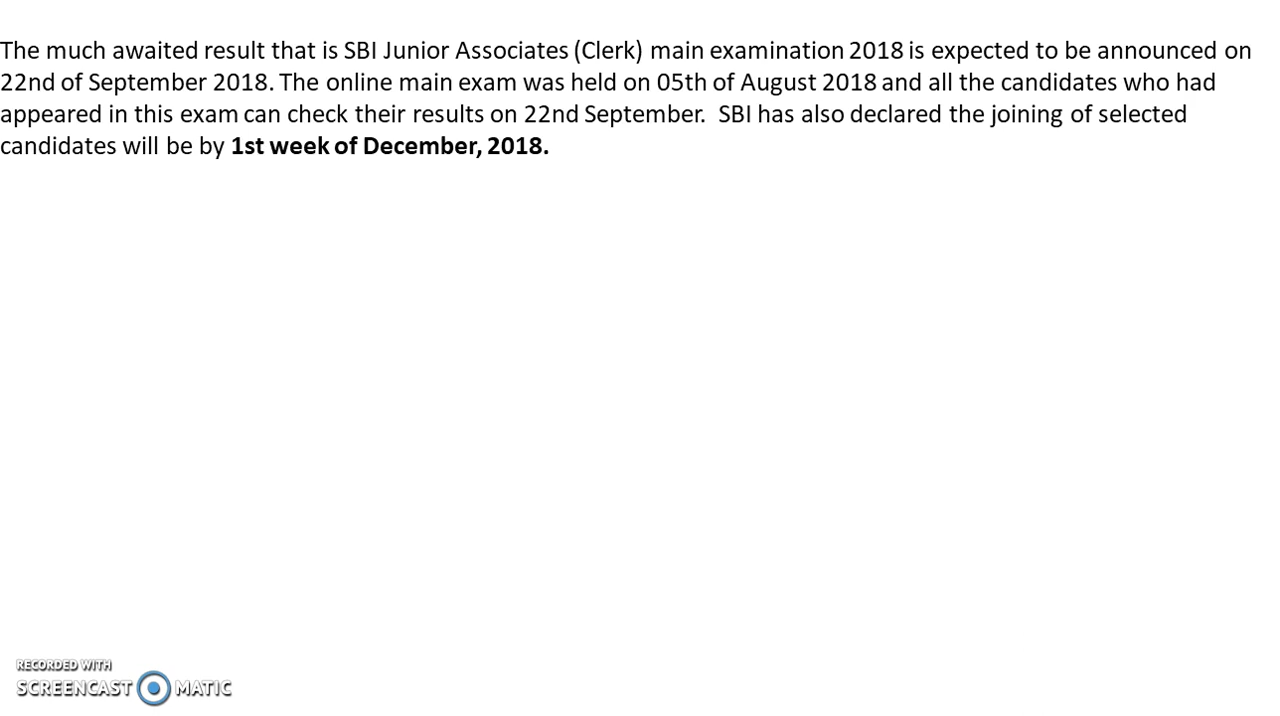 The much awaited result that is SBI Junior Associates (Clerk) main examination 2018 is expected to be announced on
22nd of September 2018. The online main exam was held on 05th of August 2018 and all the candidates who had
appeared in this exam can check their results on 22nd September.  SBI has also declared the joining of selected
candidates will be by 1st week of December, 2018.
RECORDED WITH
SCREENCAST MATIC